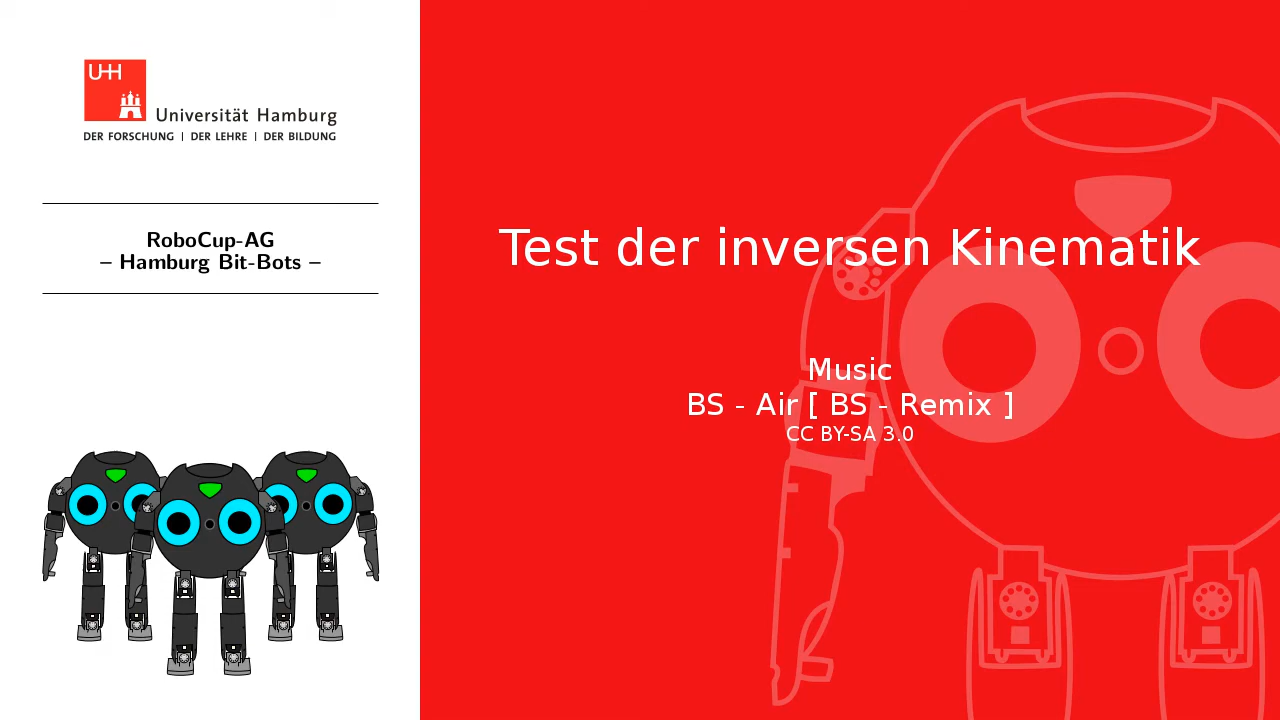 UHH
Universität Hamburg
DER FORSCHUNG | DER LEHRE | DER BILDUNG
RoboCup-AG
– Hamburg Bit-Bots –
Test der inversen Kinematik
Music
BS - Air [ BS - Remix ]
CC BY-SA 3.0